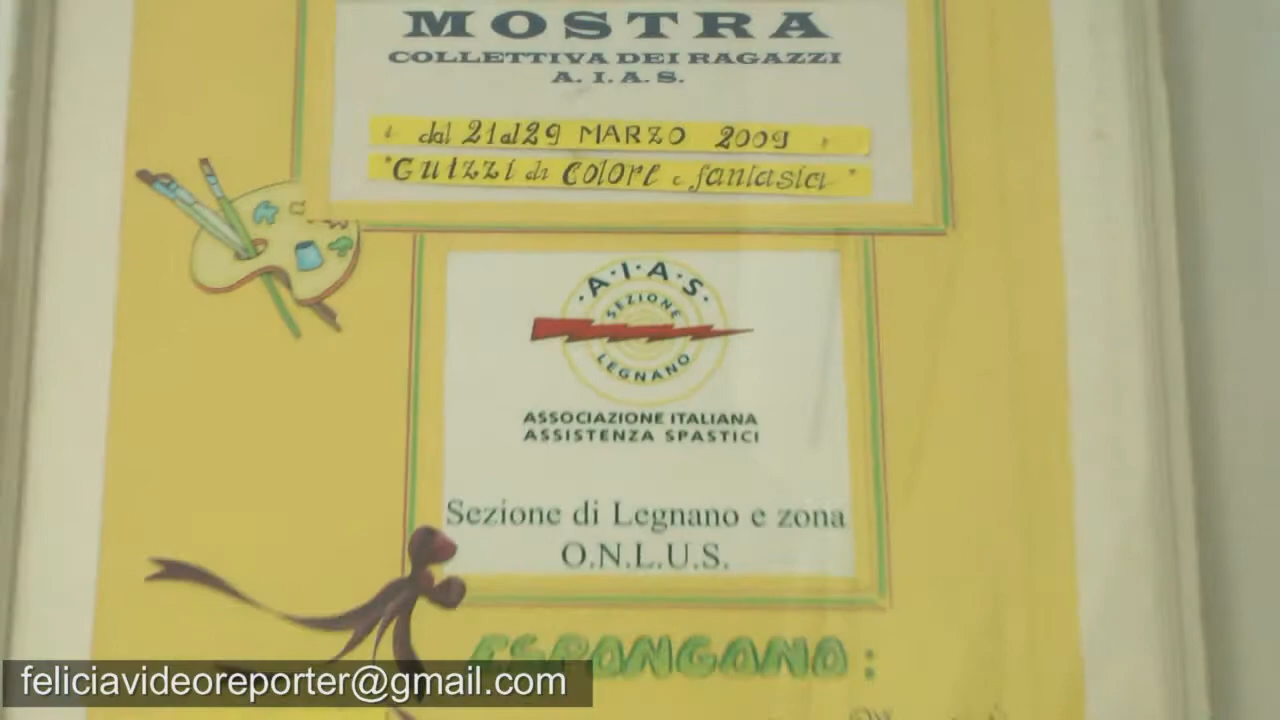 MOSTRA
COLLETTIVA DEI RAGAZZI
A. I. A. S.
dal 21 al 29 MARZO 2009
"Guizzi di colore e fantasia"
· A · I · A · S ·
SEZIONE
LEGNANO
ASSOCIAZIONE ITALIANA
ASSISTENZA SPASTICI
Sezione di Legnano e zona
O.N.L.U.S.
ESPONGONO :
feliciavideoreporter@gmail.com